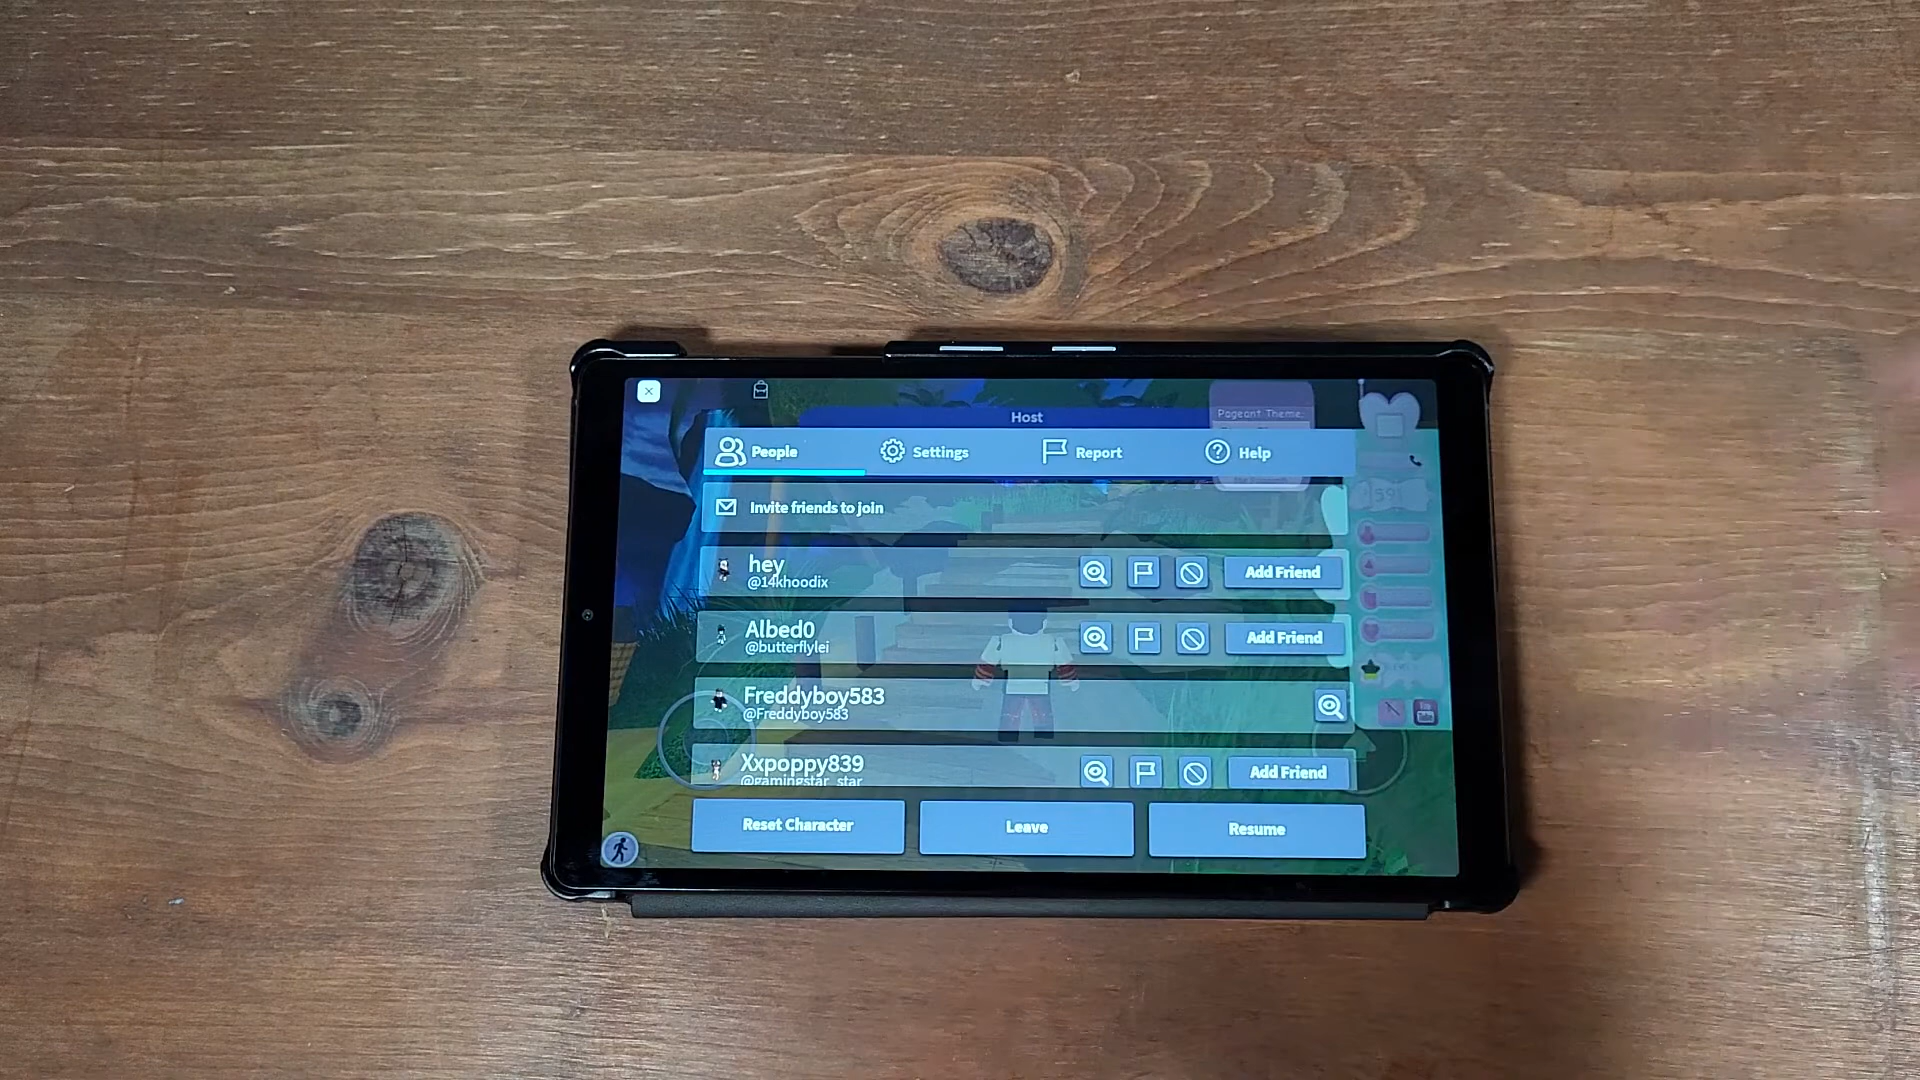 Host
Pageant Theme:
People
Settings
Report
Help
Invite friends to join
hey
@14khoodix
Add Friend
Albed0
@butterflylei
Add Friend
Freddyboy583
@Freddyboy583
Xxpoppy839
@gamingstar_star
Add Friend
Reset Character
Leave
Resume